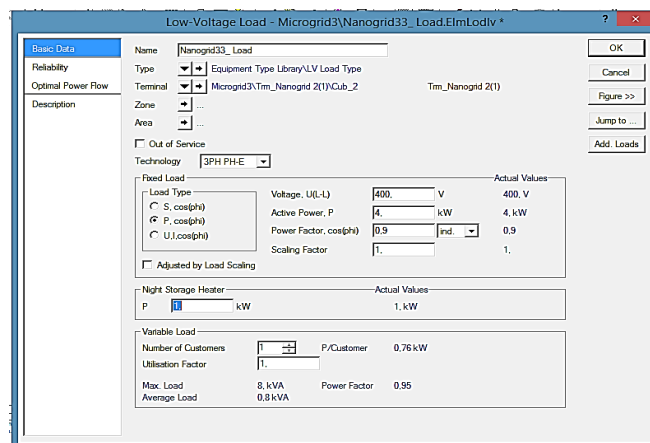 Low-Voltage Load - Microgrid3\Nanogrid33_ Load.ElmLodlv *
? ×
Basic Data
Reliability
Optimal Power Flow
Description
Name Nanogrid33_ Load
Type Equipment Type Library\LV Load Type
Terminal Microgrid3\Trm_Nanogrid 2(1)\Cub_2 Trm_Nanogrid 2(1)
Zone ...
Area ...
Out of Service
Technology 3PH PH-E
Fixed Load Actual Values
Load Type
S, cos(phi)
P, cos(phi)
U,I,cos(phi)
Voltage, U(L-L) 400, V 400, V
Active Power, P 4, kW 4, kW
Power Factor, cos(phi) 0,9 ind. 0,9
Scaling Factor 1, 1,
Adjusted by Load Scaling
Night Storage Heater Actual Values
P 1, kW 1, kW
Variable Load
Number of Customers 1 P/Customer 0,76 kW
Utilisation Factor 1,
Max. Load 8, kVA Power Factor 0,95
Average Load 0,8 kVA
OK
Cancel
Figure >>
Jump to ...
Add. Loads